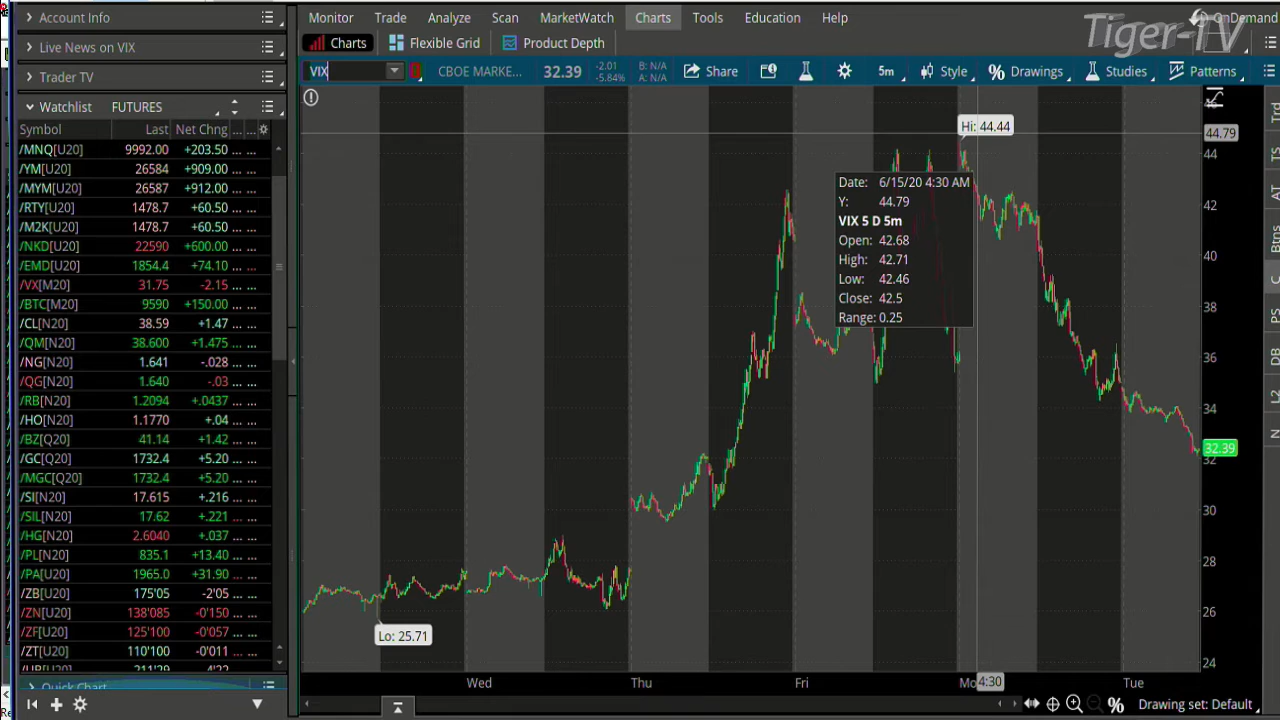 Account Info
Live News on VIX
Trader TV
Watchlist FUTURES
Symbol Last Net Chng ... ...
/MNQ[U20] 9992.00 +203.50 ... ...
/YM[U20] 26584 +909.00 ... ...
/MYM[U20] 26587 +912.00 ... ...
/RTY[U20] 1478.7 +60.50 ... ...
/M2K[U20] 1478.7 +60.50 ... ...
/NKD[U20] 22590 +600.00 ... ...
/EMD[U20] 1854.4 +74.10 ... ...
/VX[M20] 31.75 -2.15 ... ...
/BTC[M20] 9590 +150.00 ... ...
/CL[N20] 38.59 +1.47 ... ...
/QM[N20] 38.600 +1.475 ... ...
/NG[N20] 1.641 -.028 ... ...
/QG[N20] 1.640 -.03 ... ...
/RB[N20] 1.2094 +.0437 ... ...
/HO[N20] 1.1770 +.04 ... ...
/BZ[Q20] 41.14 +1.42 ... ...
/GC[Q20] 1732.4 +5.20 ... ...
/MGC[Q20] 1732.4 +5.20 ... ...
/SI[N20] 17.615 +.216 ... ...
/SIL[N20] 17.62 +.221 ... ...
/HG[N20] 2.6040 +.037 ... ...
/PL[N20] 835.1 +13.40 ... ...
/PA[U20] 1965.0 +31.90 ... ...
/ZB[U20] 175'05 -2'05 ... ...
/ZN[U20] 138'085 -0'150 ... ...
/ZF[U20] 125'100 -0'057 ... ...
/ZT[U20] 110'100 -0'011 ... ...
Quick Chart
Monitor Trade Analyze Scan MarketWatch Charts Tools Education Help
Tiger-TV
OnDemand
Charts Flexible Grid Product Depth
VIX CBOE MARKE... 32.39 -2.01 B: N/A
-5.84% A: N/A
Share 5m Style % Drawings Studies Patterns
Hi: 44.44
44.79
44
42
40
38
36
34
32.39
32
30
28
26
24
Date: 6/15/20 4:30 AM
Y: 44.79
VIX 5 D 5m
Open: 42.68
High: 42.71
Low: 42.46
Close: 42.5
Range: 0.25
Lo: 25.71
Wed Thu Fri Mo 4:30 Tue
Trd
TS
AT
Btns
C
PS
DB
L2
N
% Drawing set: Default